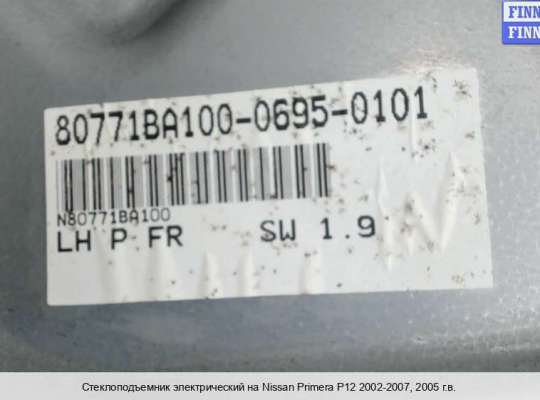 FINN
FINN
80771BA100-0695-0101
N80771BA100
LH P FR SW 1.9
Стеклоподъемник электрический на Nissan Primera P12 2002-2007, 2005 г.в.